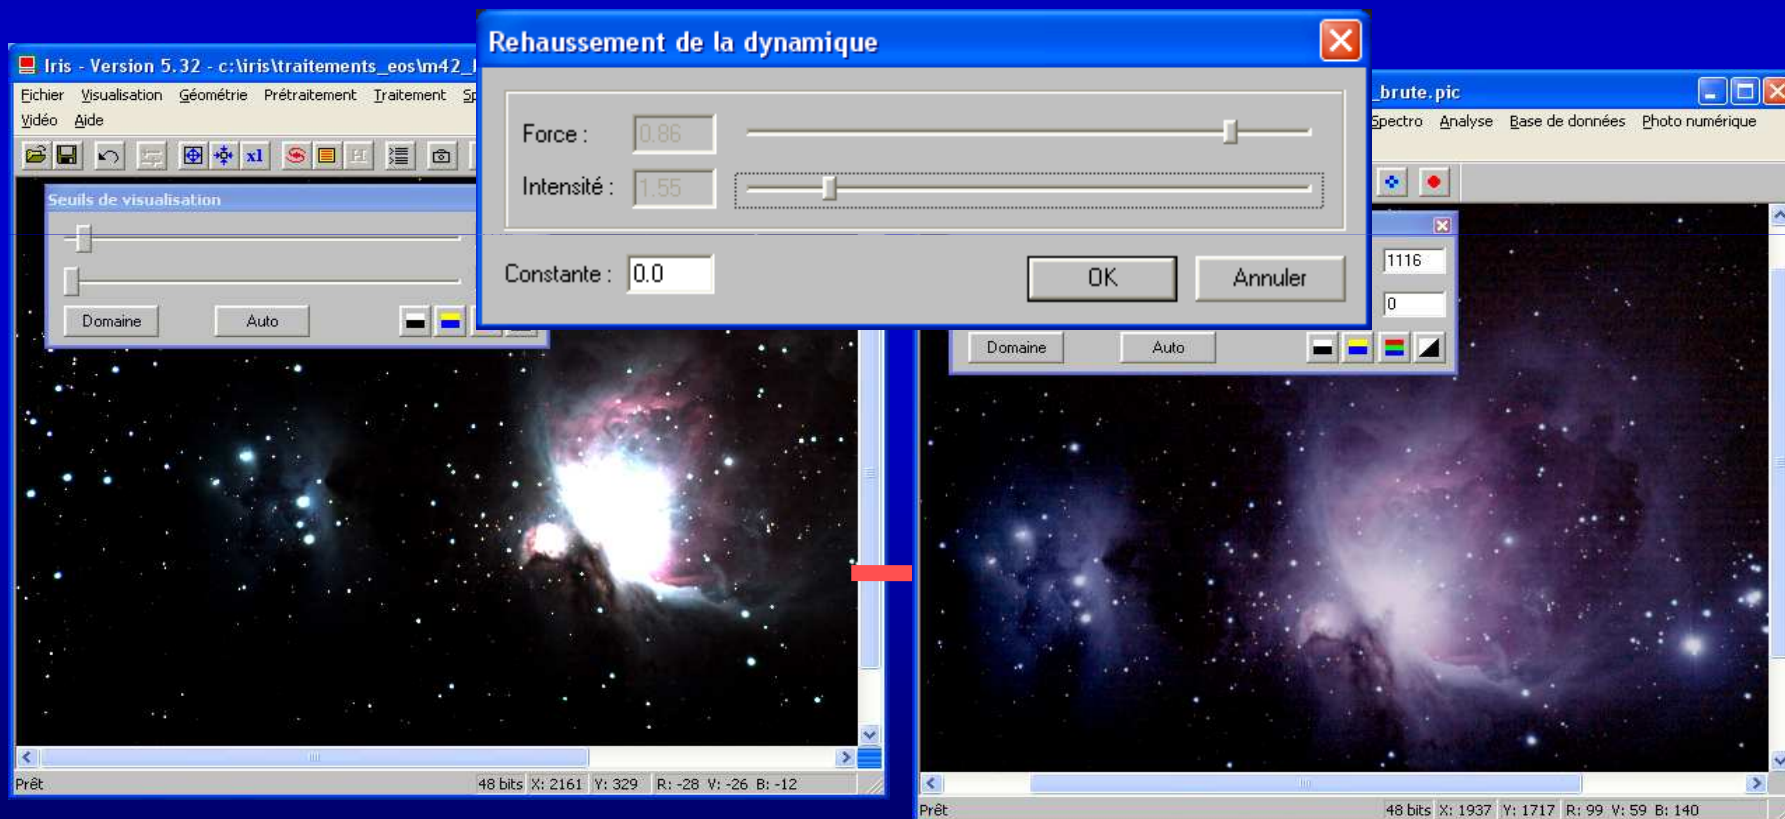 Rehaussement de la dynamique
Force :
0.86
Intensité :
1.55
Constante :
0.0
OK
Annuler
Iris - Version 5.32 - c:\iris\traitements_eos\m42_
Fichier Visualisation Géométrie Prétraitement Traitement Sp
Vidéo Aide
x1
Seuils de visualisation
Domaine
Auto
Prêt
48 bits X: 2161 Y: 329 R: -28 V: -26 B: -12
_brute.pic
Spectro Analyse Base de données Photo numérique
1116
0
Domaine
Auto
Prêt
48 bits X: 1937 Y: 1717 R: 99 V: 59 B: 140